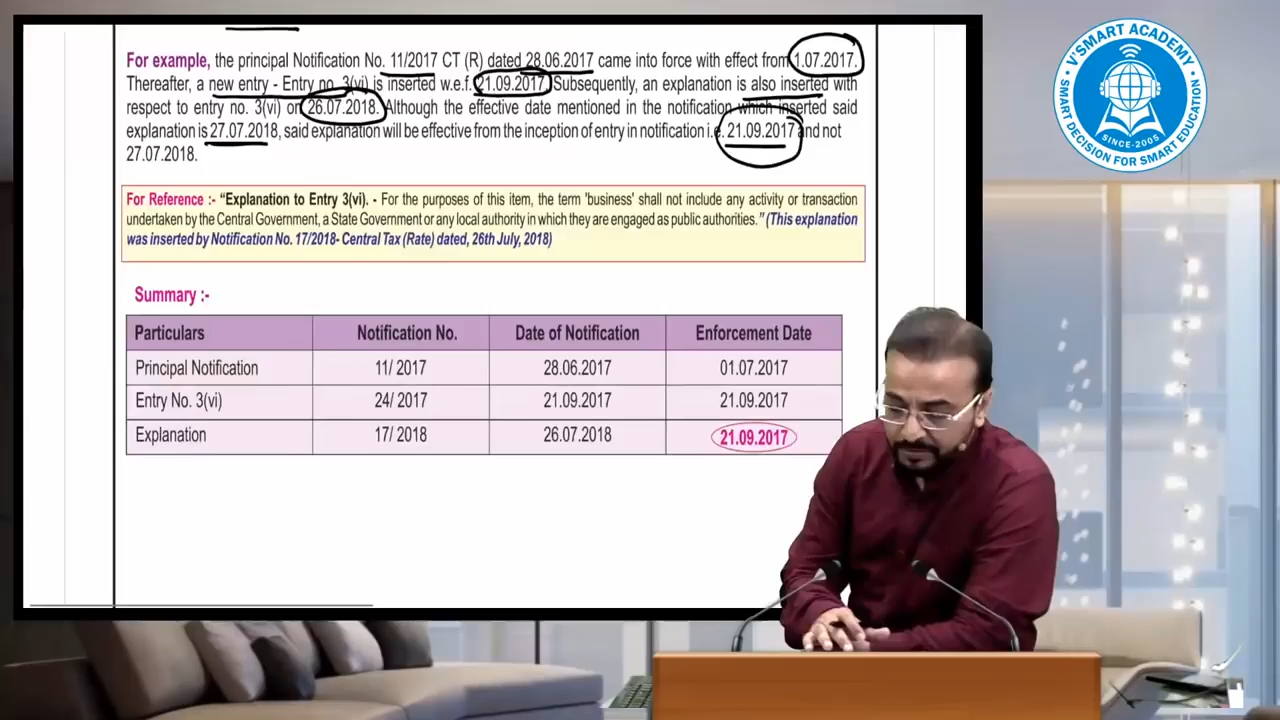 For example, the principal Notification No. 11/2017 CT (R) dated 28.06.2017 came into force with effect from 1.07.2017.
Thereafter, a new entry - Entry no. 3(vi) is inserted w.e.f. 21.09.2017. Subsequently, an explanation is also inserted with
respect to entry no. 3(vi) on 26.07.2018. Although the effective date mentioned in the notification which inserted said
explanation is 27.07.2018, said explanation will be effective from the inception of entry in notification i.e. 21.09.2017 and not
27.07.2018.
For Reference :- “Explanation to Entry 3(vi). - For the purposes of this item, the term 'business' shall not include any activity or transaction
undertaken by the Central Government, a State Government or any local authority in which they are engaged as public authorities.” (This explanation
was inserted by Notification No. 17/2018- Central Tax (Rate) dated, 26th July, 2018)
Summary :-
Particulars Notification No. Date of Notification Enforcement Date
Principal Notification 11/ 2017 28.06.2017 01.07.2017
Entry No. 3(vi) 24/ 2017 21.09.2017 21.09.2017
Explanation 17/ 2018 26.07.2018 21.09.2017
V'SMART ACADEMY
SINCE-2005
SMART DECISION FOR SMART EDUCATION